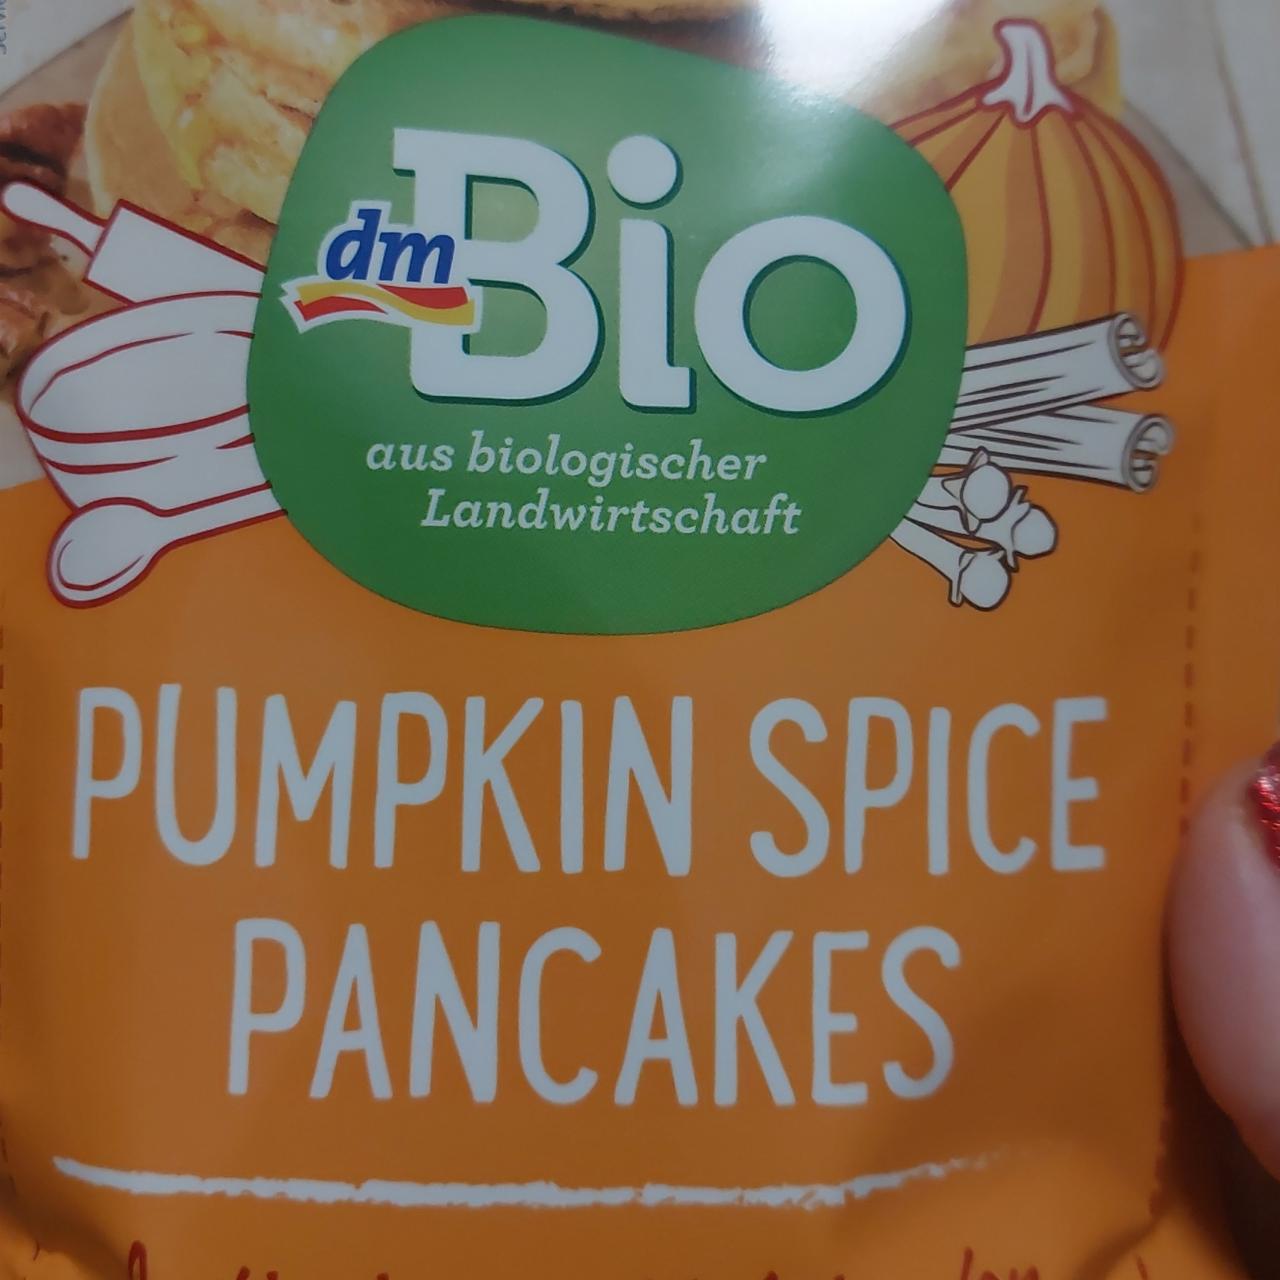 dm
Bio
aus biologischer
Landwirtschaft
PUMPKIN SPICE
PANCAKES